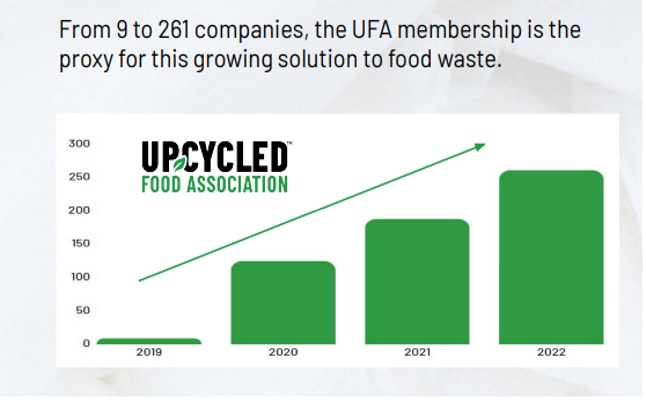 From 9 to 261 companies, the UFA membership is the
proxy for this growing solution to food waste.
300
UPCYCLED™
FOOD ASSOCIATION
250
200
150
100
50
0
2019 2020 2021 2022